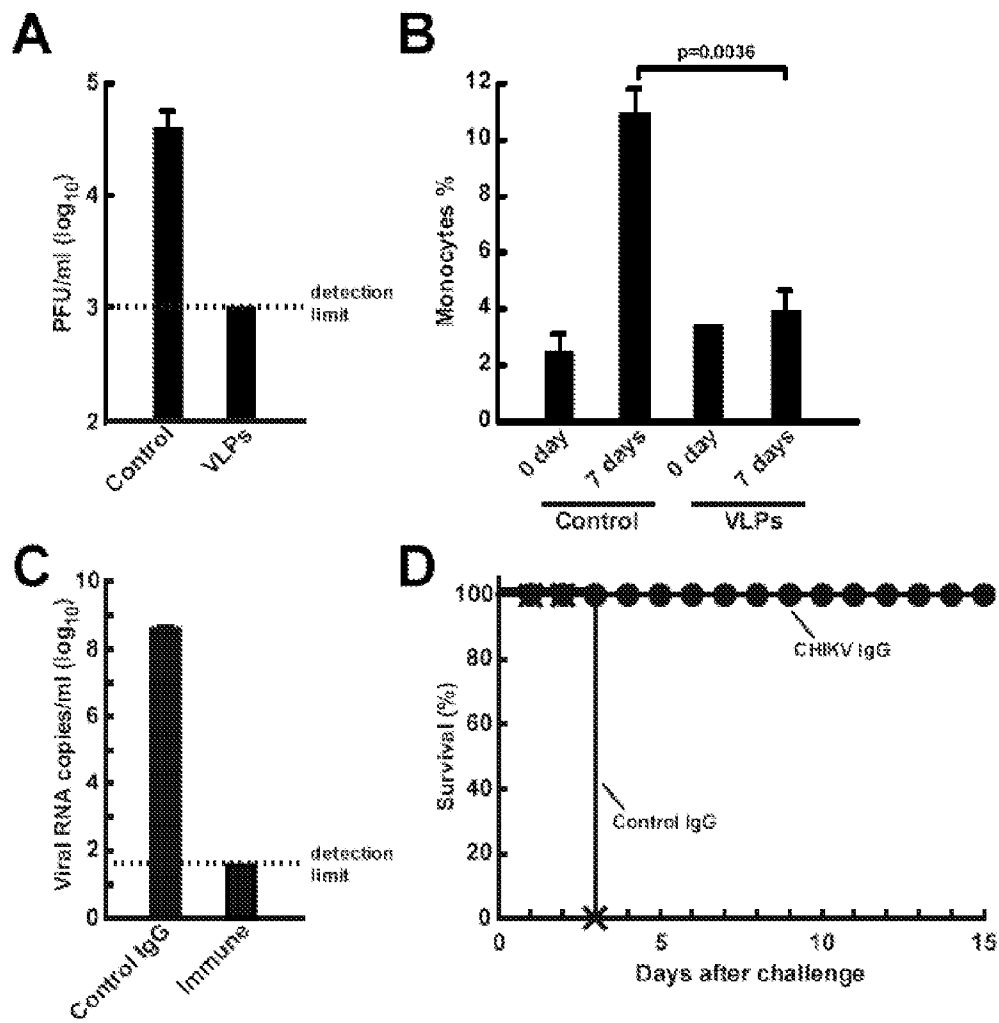 A
PFU/ml (log10)
5
4
3
2
detection
limit
Control
VLPs
B
p=0.0036
Monocytes %
12
10
8
6
4
2
0
0 day
7 days
0 day
7 days
Control
VLPs
C
Viral RNA copies/ml (log10)
10
8
6
4
2
0
detection
limit
Control IgG
Immune
D
Survival (%)
100
80
60
40
20
0
CHIKV IgG
Control IgG
0
5
10
15
Days after challenge